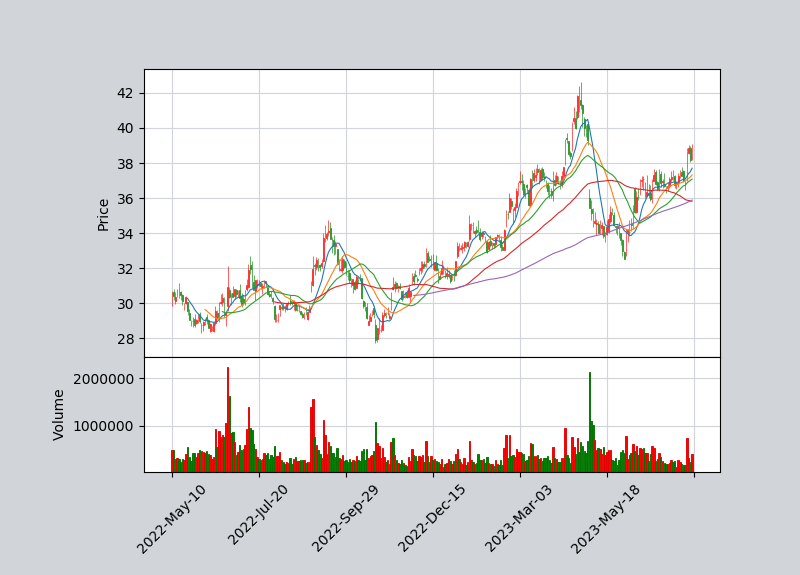 42
40
38
36
34
32
30
28
Price
2000000
1000000
Volume
2022-May-10
2022-Jul-20
2022-Sep-29
2022-Dec-15
2023-Mar-03
2023-May-18